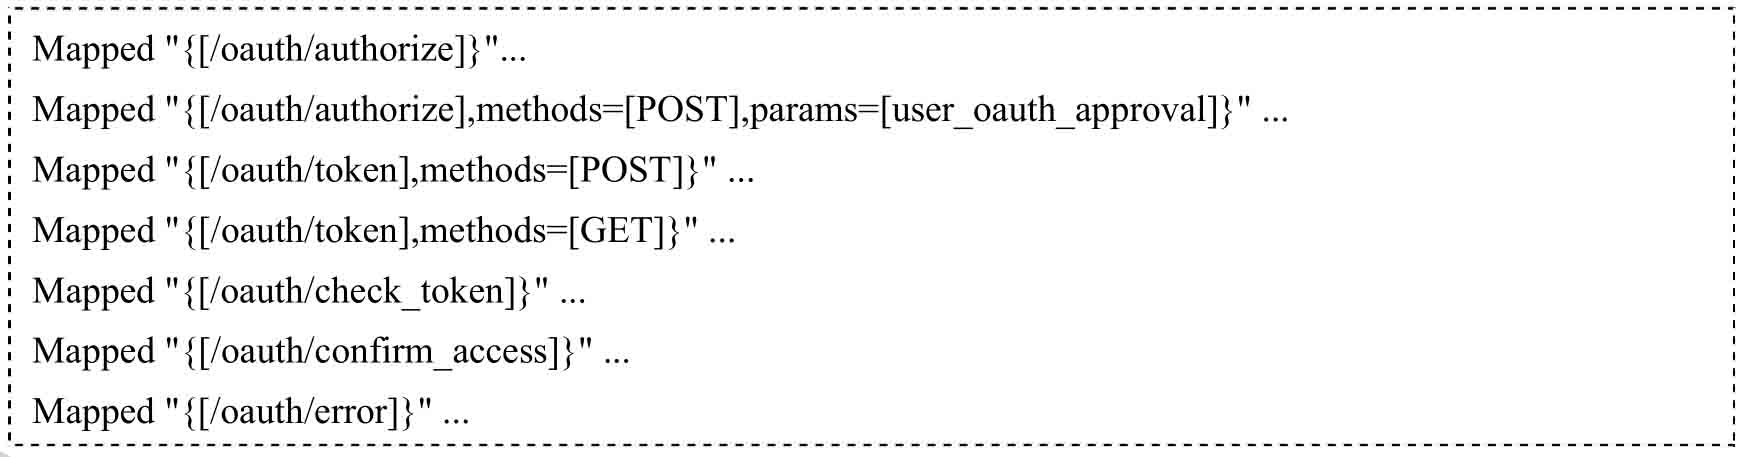 Mapped "{[/oauth/authorize]}"...
Mapped "{[/oauth/authorize],methods=[POST],params=[user_oauth_approval]}" ...
Mapped "{[/oauth/token],methods=[POST]}" ...
Mapped "{[/oauth/token],methods=[GET]}" ...
Mapped "{[/oauth/check_token]}" ...
Mapped "{[/oauth/confirm_access]}" ...
Mapped "{[/oauth/error]}" ...